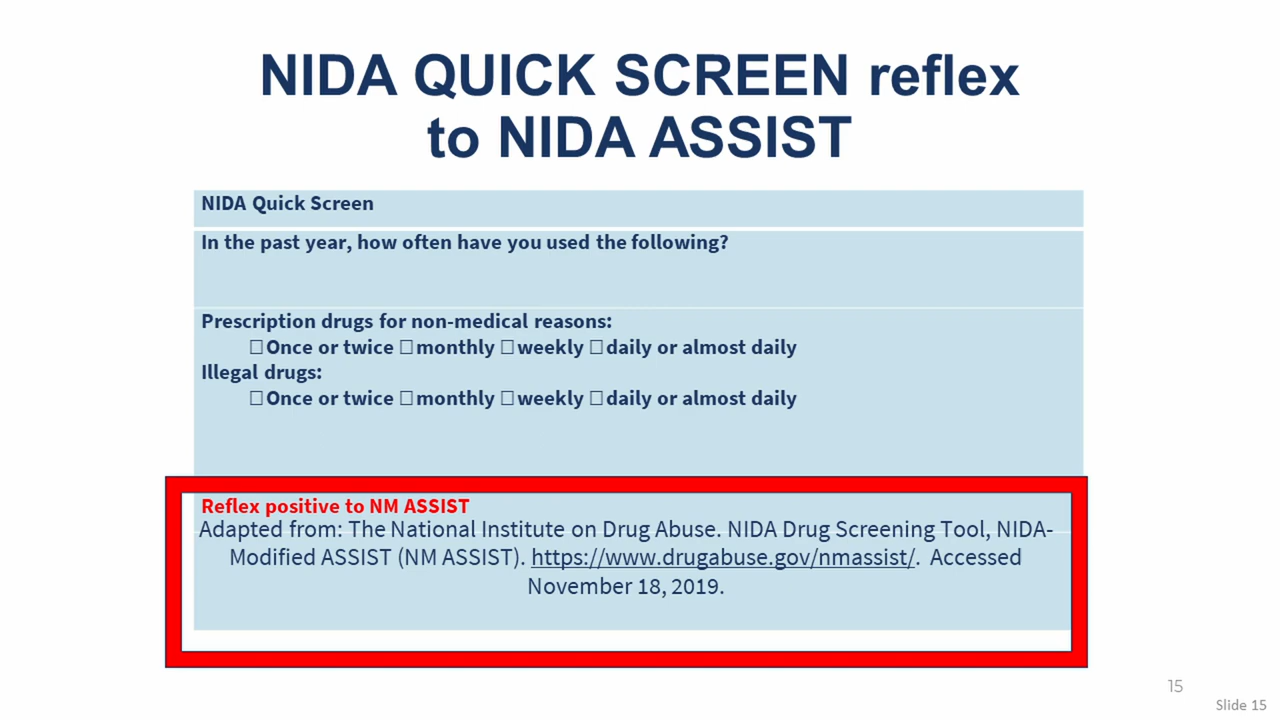 NIDA QUICK SCREEN reflex
to NIDA ASSIST
NIDA Quick Screen
In the past year, how often have you used the following?
Prescription drugs for non-medical reasons:
☐Once or twice ☐monthly ☐weekly ☐daily or almost daily
Illegal drugs:
☐Once or twice ☐monthly ☐weekly ☐daily or almost daily
Reflex positive to NM ASSIST
Adapted from: The National Institute on Drug Abuse. NIDA Drug Screening Tool, NIDA-
Modified ASSIST (NM ASSIST). https://www.drugabuse.gov/nmassist/. Accessed
November 18, 2019.
15
Slide 15